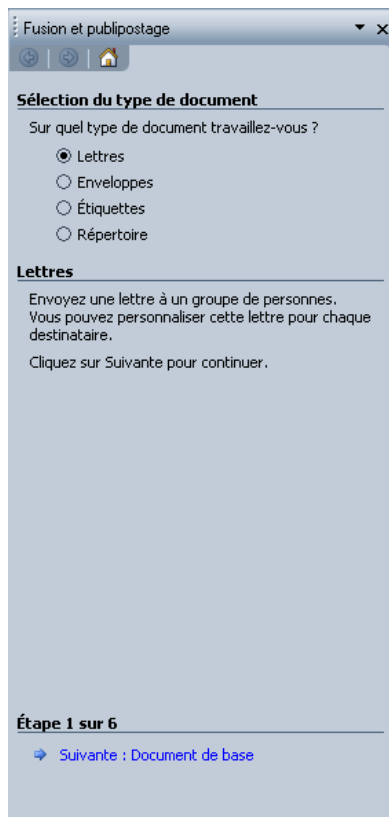 Fusion et publipostage
Sélection du type de document
Sur quel type de document travaillez-vous ?
Lettres
Enveloppes
Étiquettes
Répertoire
Lettres
Envoyez une lettre à un groupe de personnes.
Vous pouvez personnaliser cette lettre pour chaque
destinataire.
Cliquez sur Suivante pour continuer.
Étape 1 sur 6
Suivante : Document de base